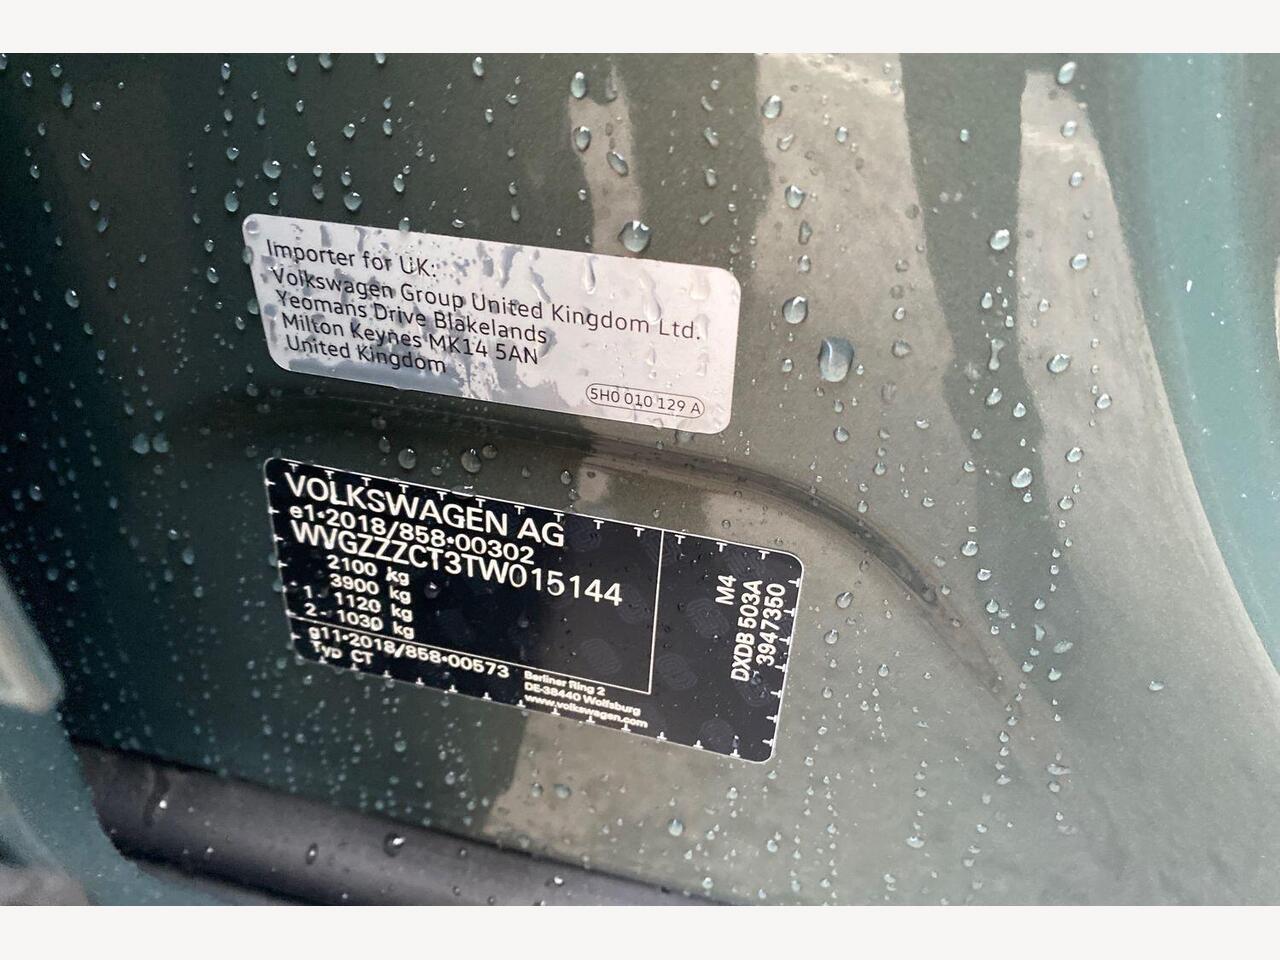 Importer for UK:
Volkswagen Group United Kingdom Ltd.
Yeomans Drive Blakelands
Milton Keynes MK14 5AN
United Kingdom
5H0 010 129 A
VOLKSWAGEN AG
e1*2018/858*00302
WVGZZZCT3TW015144
2100 kg
3900 kg
1 - 1120 kg
2 - 1030 kg
g11*2018/858*00573
Typ CT
Berliner Ring 2
DE-38440 Wolfsburg
www.volkswagen.com
M4
DXDB 503A
3947350